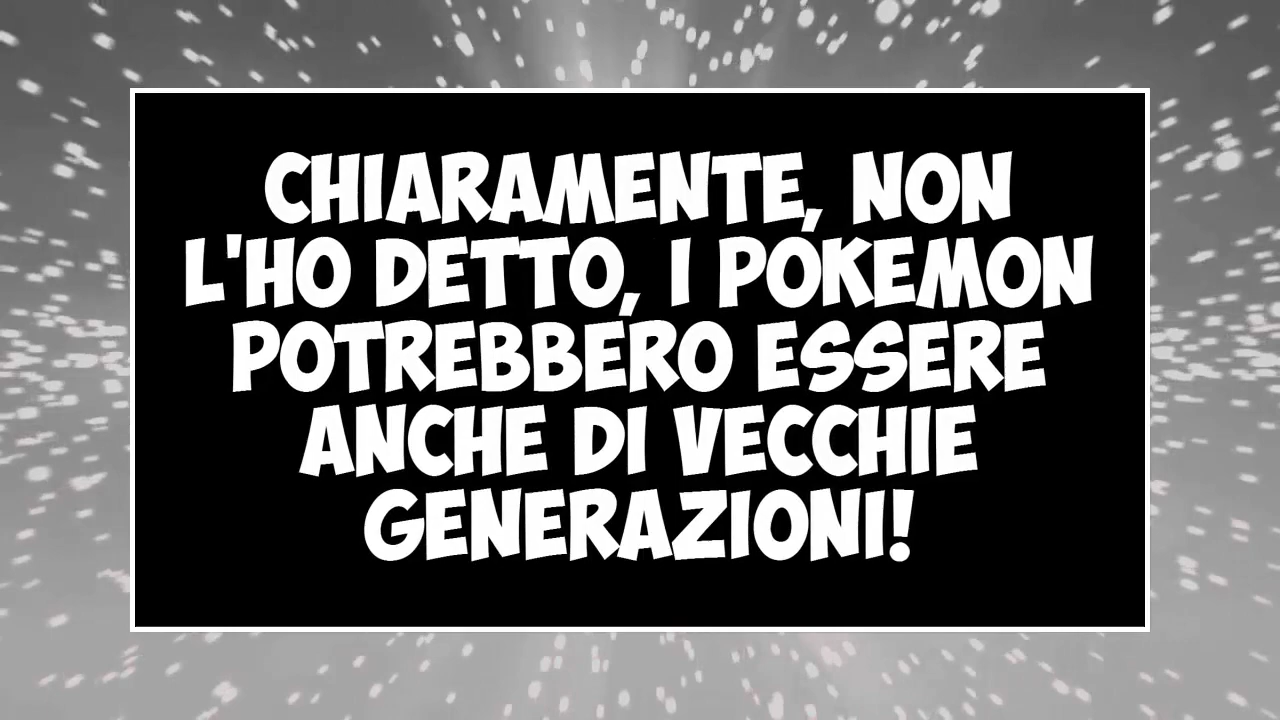 CHIARAMENTE, NON
L'HO DETTO, I POKEMON
POTREBBERO ESSERE
ANCHE DI VECCHIE
GENERAZIONI!